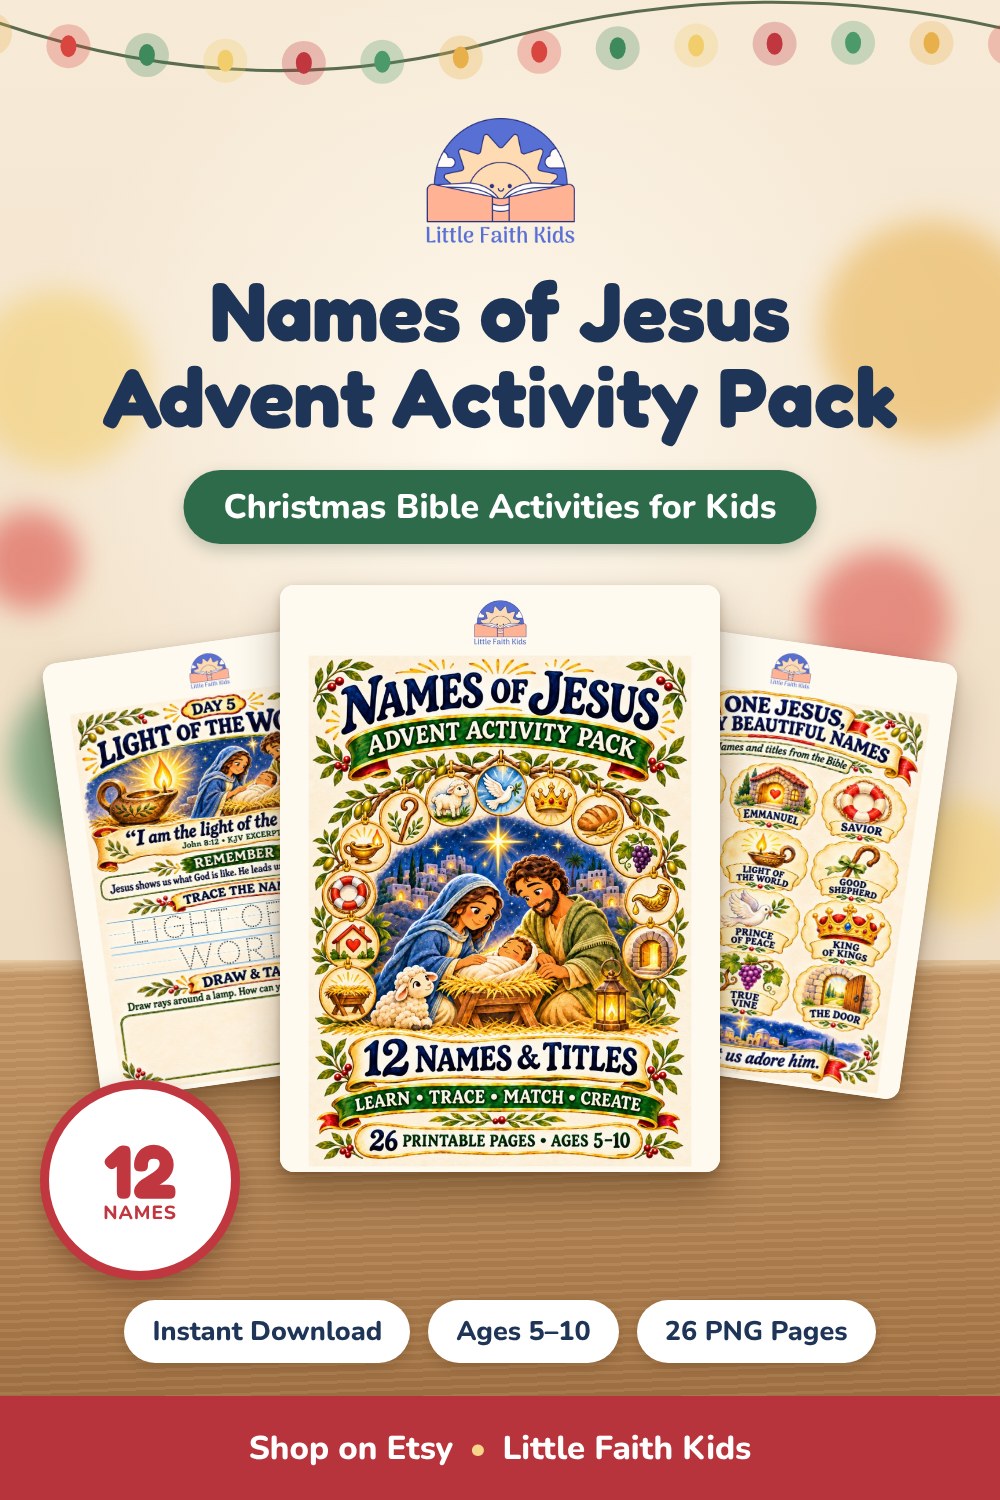 Little Faith Kids
Names of Jesus
Advent Activity Pack
Christmas Bible Activities for Kids
Little Faith Kids
DAY 5
LIGHT OF THE WO
"I am the light of the
John 8:12 • KJV EXCERPT
REMEMBER
Jesus shows us what God is like. He leads us
TRACE THE NAM
LIGHT OF
WORL
DRAW & TA
Draw rays around a lamp. How can y
Little Faith Kids
NAMES OF JESUS
ADVENT ACTIVITY PACK
12 NAMES & TITLES
LEARN • TRACE • MATCH • CREATE
26 PRINTABLE PAGES • AGES 5–10
Little Faith Kids
ONE JESUS,
Y BEAUTIFUL NAMES
names and titles from the Bible
EMMANUEL
SAVIOR
LIGHT OF
THE WORLD
GOOD
SHEPHERD
PRINCE
OF PEACE
KING
OF KINGS
TRUE
VINE
THE DOOR
us adore him.
12
NAMES
Instant Download
Ages 5–10
26 PNG Pages
Shop on Etsy • Little Faith Kids